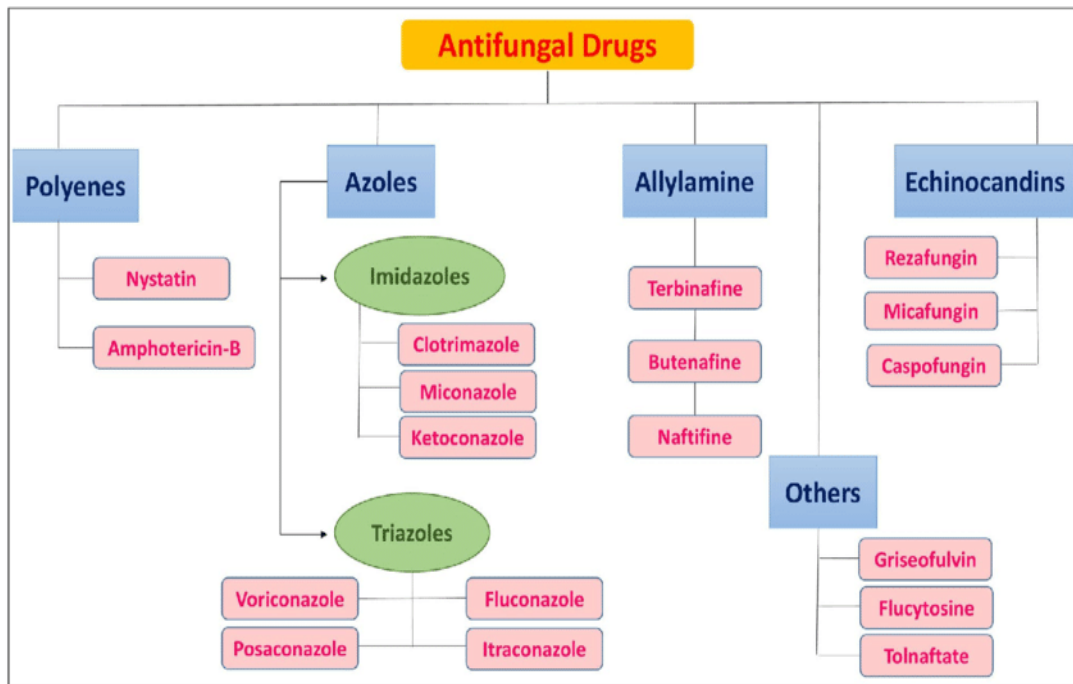 Antifungal Drugs
Polyenes
Nystatin
Amphotericin-B
Azoles
Imidazoles
Clotrimazole
Miconazole
Ketoconazole
Triazoles
Voriconazole
Fluconazole
Posaconazole
Itraconazole
Allylamine
Terbinafine
Butenafine
Naftifine
Others
Griseofulvin
Flucytosine
Tolnaftate
Echinocandins
Rezafungin
Micafungin
Caspofungin